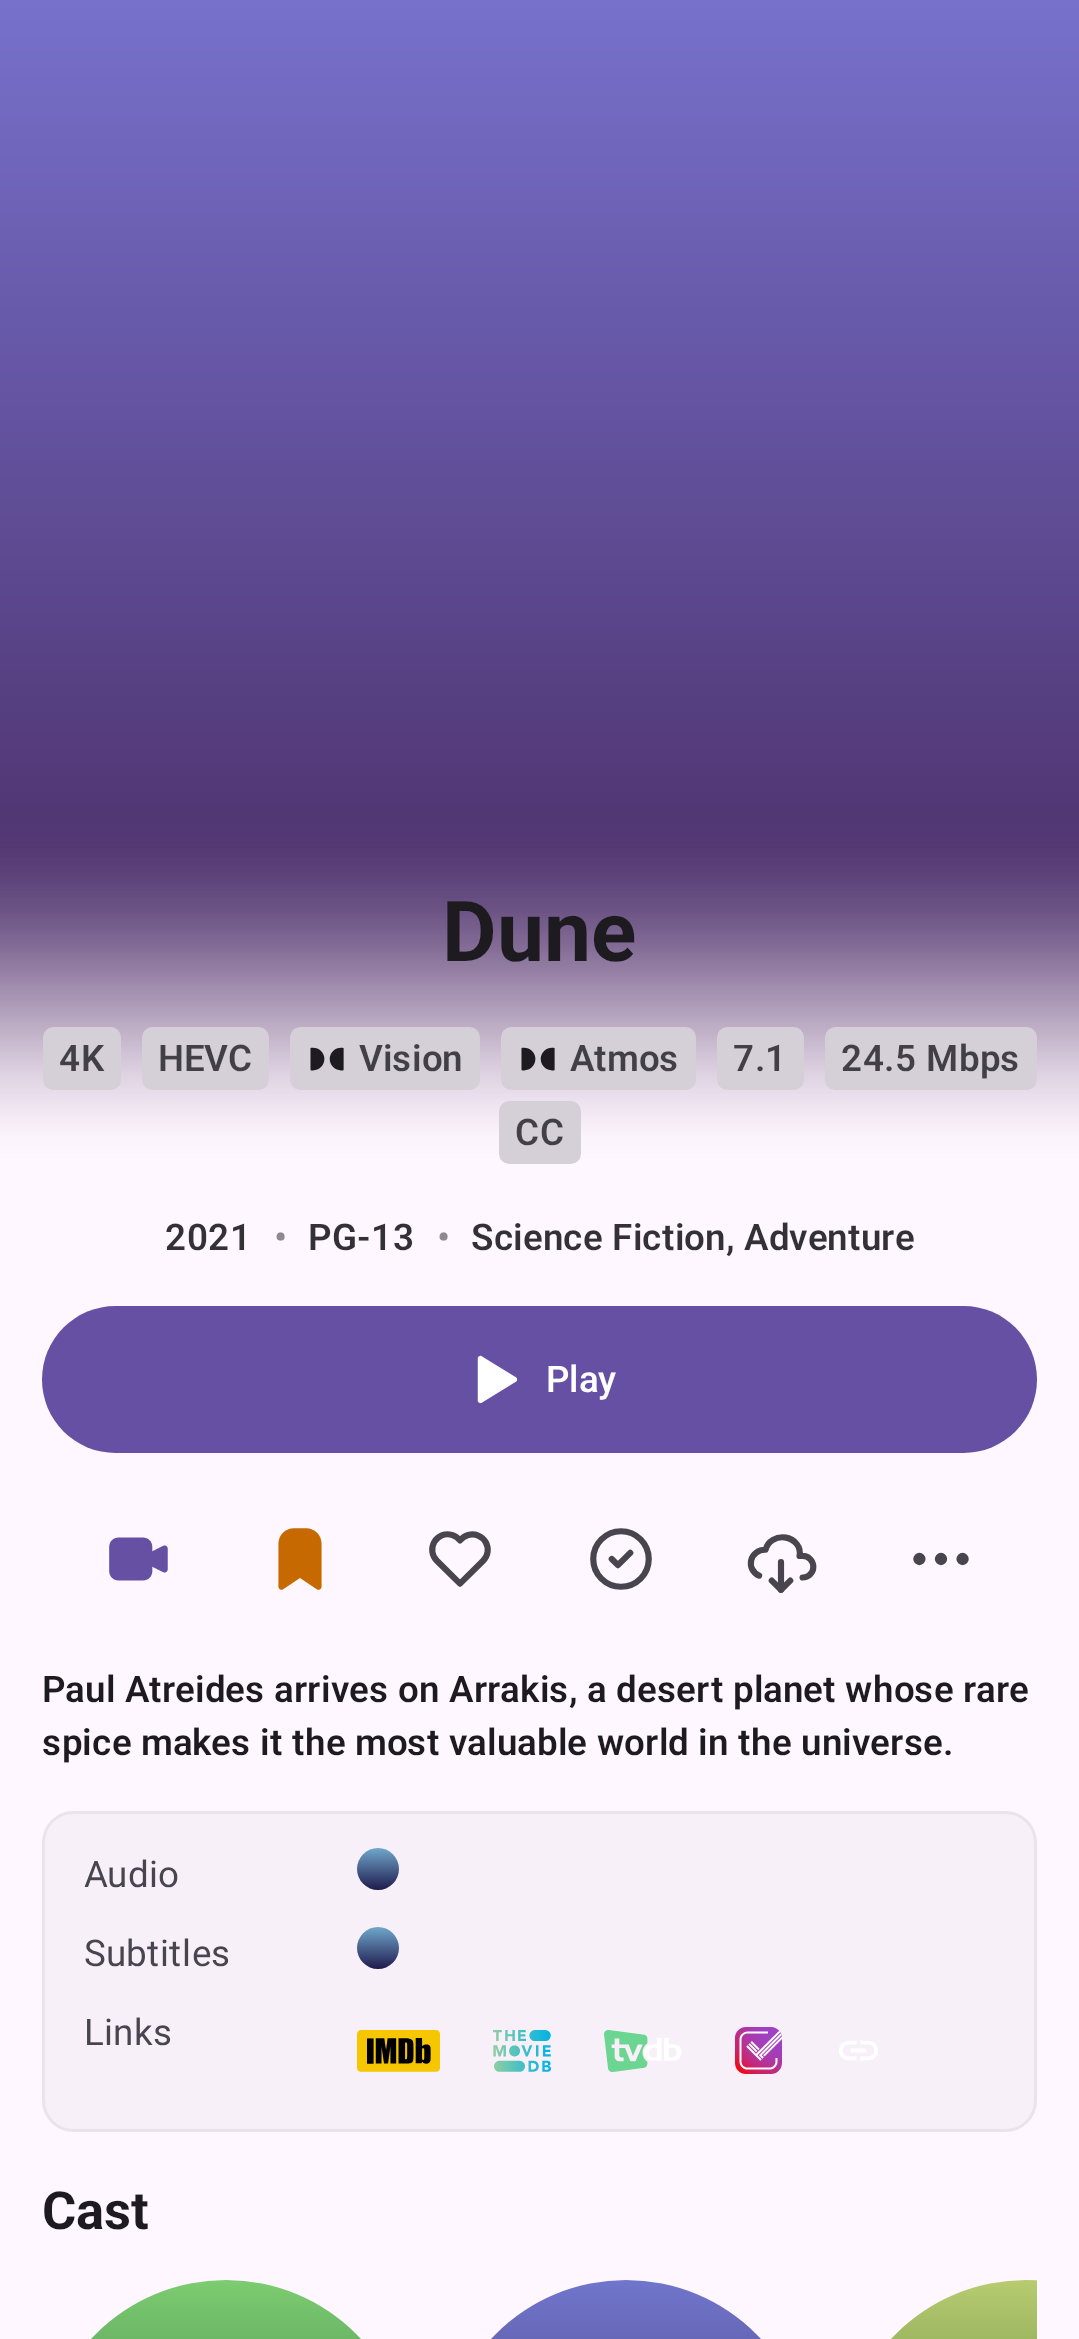 Dune
4K HEVC Vision Atmos 7.1 24.5 Mbps
CC
2021 • PG-13 • Science Fiction, Adventure
Play
Paul Atreides arrives on Arrakis, a desert planet whose rare
spice makes it the most valuable world in the universe.
Audio
Subtitles
Links
IMDb
THE
MOVIE
DB
tvdb
Cast